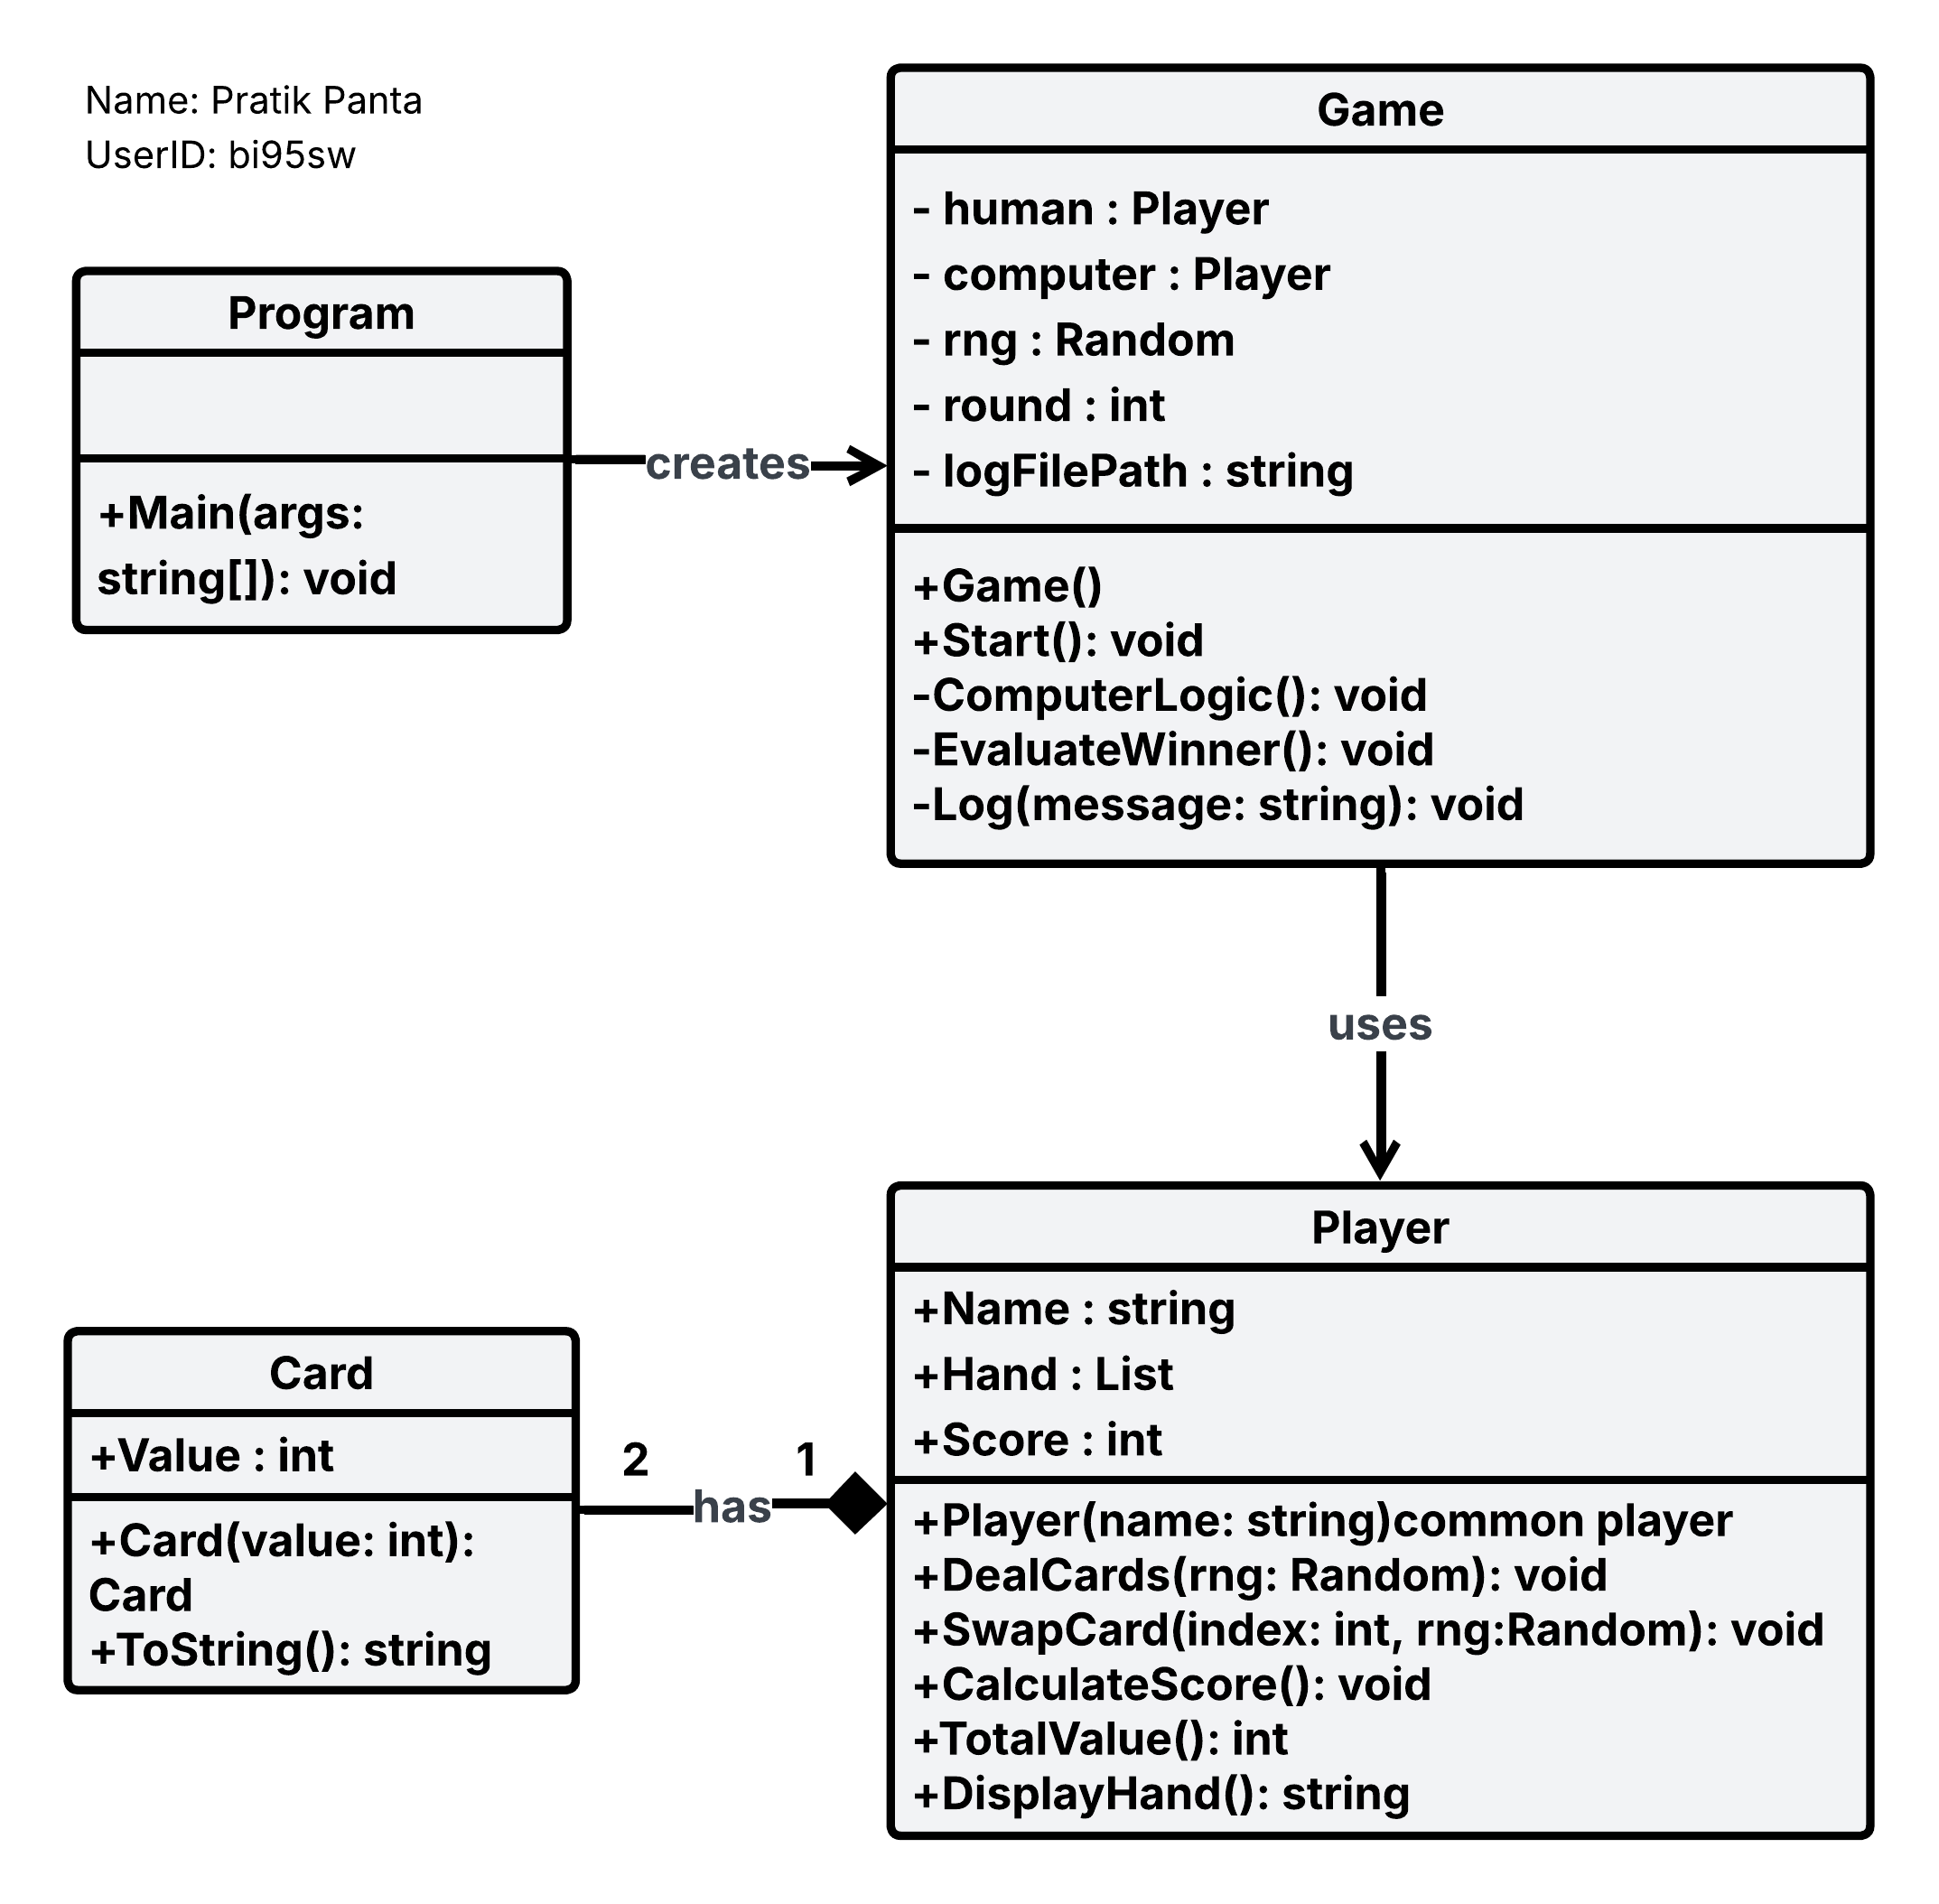 Name: Pratik Panta
UserID: bi95sw
Program
+Main(args:
string[]): void
creates
Game
- human : Player
- computer : Player
- rng : Random
- round : int
- logFilePath : string
+Game()
+Start(): void
-ComputerLogic(): void
-EvaluateWinner(): void
-Log(message: string): void
uses
Card
+Value : int
+Card(value: int):
Card
+ToString(): string
2
has
1
Player
+Name : string
+Hand : List
+Score : int
+Player(name: string)common player
+DealCards(rng: Random): void
+SwapCard(index: int, rng:Random): void
+CalculateScore(): void
+TotalValue(): int
+DisplayHand(): string